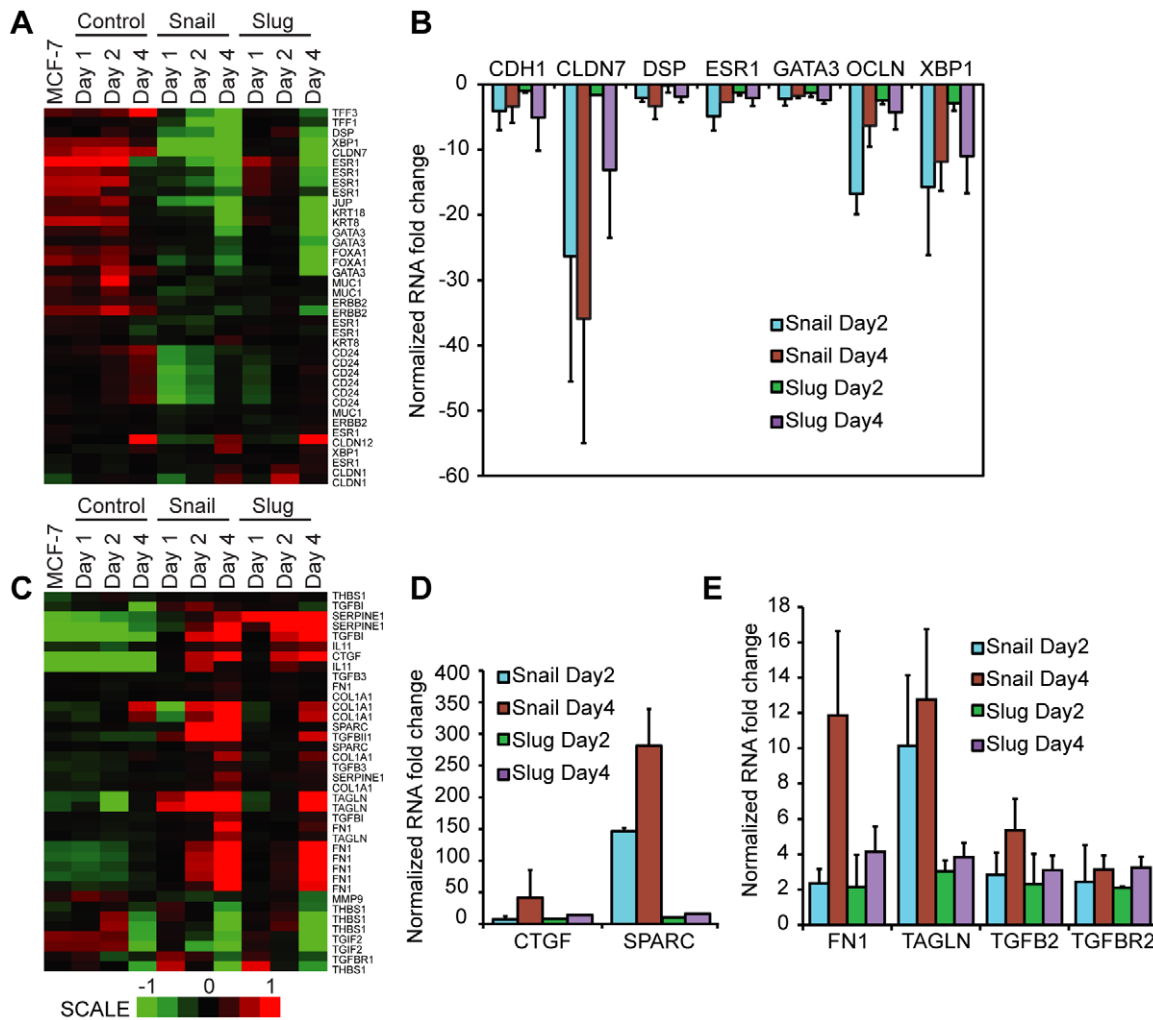 A
Control
Snail
Slug
MCF-7
Day 1
Day 2
Day 4
Day 1
Day 2
Day 4
Day 1
Day 2
Day 4
TFF3
TFF1
DSP
XBP1
CLDN7
ESR1
ESR1
ESR1
ESR1
JUP
KRT18
KRT8
GATA3
GATA3
FOXA1
FOXA1
GATA3
MUC1
MUC1
ERBB2
ERBB2
ESR1
ESR1
KRT8
CD24
CD24
CD24
CD24
CD24
CD24
MUC1
ERBB2
ESR1
CLDN12
XBP1
ESR1
CLDN1
CLDN1
B
CDH1 CLDN7 DSP ESR1 GATA3 OCLN XBP1
Normalized RNA fold change
0
-10
-20
-30
-40
-50
-60
Snail Day2
Snail Day4
Slug Day2
Slug Day4
C
Control
Snail
Slug
MCF-7
Day 1
Day 2
Day 4
Day 1
Day 2
Day 4
Day 1
Day 2
Day 4
THBS1
TGFBI
SERPINE1
SERPINE1
TGFBI
IL11
CTGF
IL11
TGFB3
FN1
COL1A1
COL1A1
COL1A1
SPARC
TGFBII1
SPARC
COL1A1
TGFB3
SERPINE1
COL1A1
TAGLN
TAGLN
TGFBI
FN1
TAGLN
FN1
FN1
FN1
FN1
FN1
MMP9
THBS1
THBS1
THBS1
TGIF2
TGIF2
TGFBR1
THBS1
SCALE
-1 0 1
D
Normalized RNA fold change
400
350
300
250
200
150
100
50
0
Snail Day2
Snail Day4
Slug Day2
Slug Day4
CTGF SPARC
E
Normalized RNA fold change
18
16
14
12
10
8
6
4
2
0
Snail Day2
Snail Day4
Slug Day2
Slug Day4
FN1 TAGLN TGFB2 TGFBR2